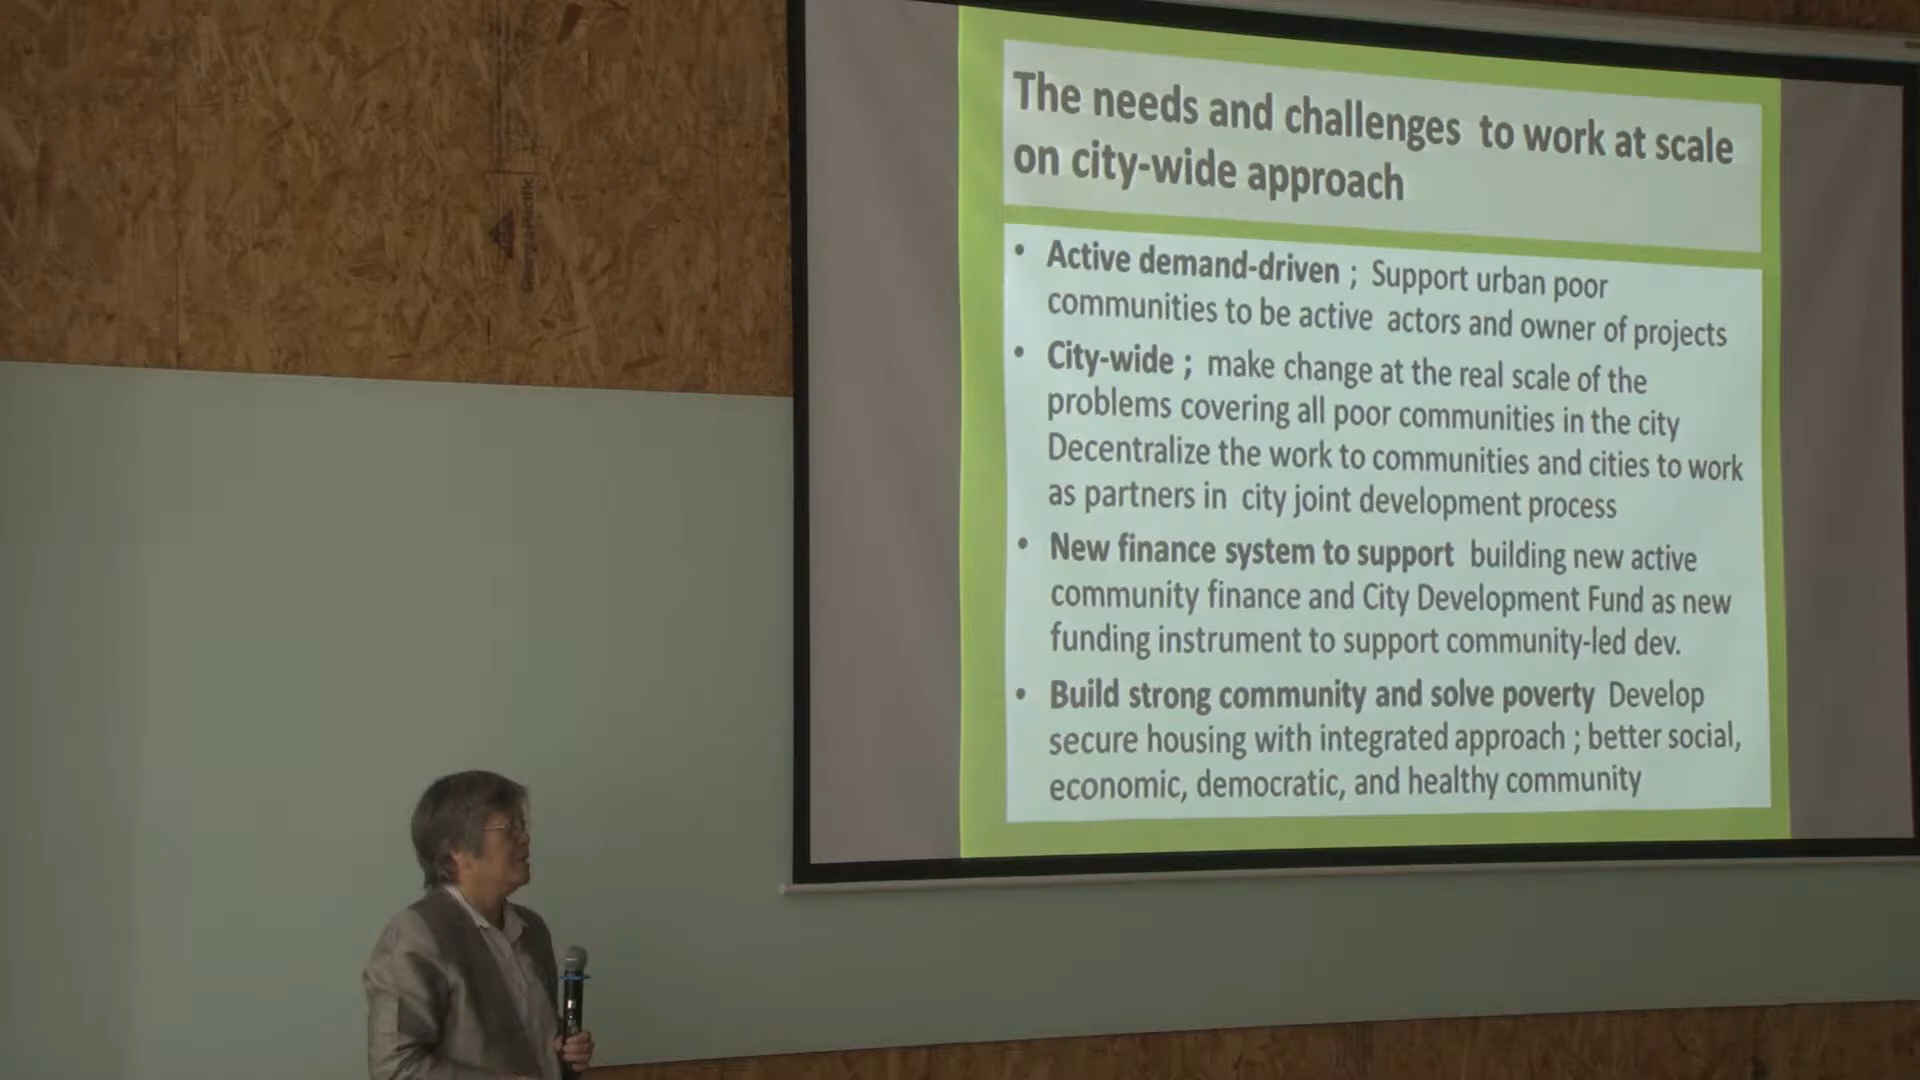 Georgia-Pacific
The needs and challenges to work at scale
on city-wide approach
• Active demand-driven ; Support urban poor
communities to be active actors and owner of projects
• City-wide ; make change at the real scale of the
problems covering all poor communities in the city
Decentralize the work to communities and cities to work
as partners in city joint development process
• New finance system to support building new active
community finance and City Development Fund as new
funding instrument to support community-led dev.
• Build strong community and solve poverty Develop
secure housing with integrated approach ; better social,
economic, democratic, and healthy community